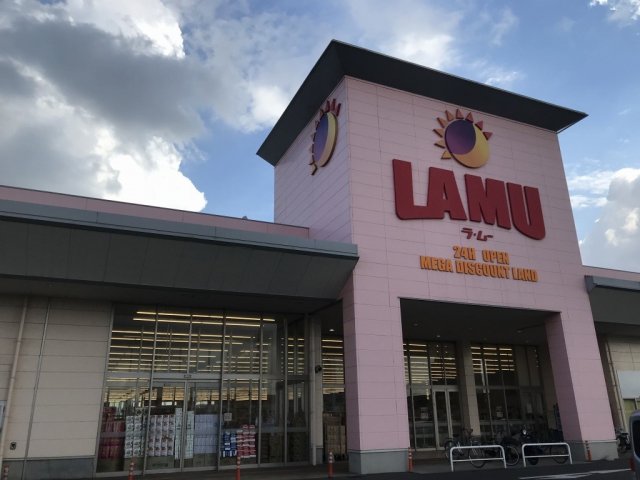 LAMU
ラ・ムー
24H OPEN
MEGA DISCOUNT LAND